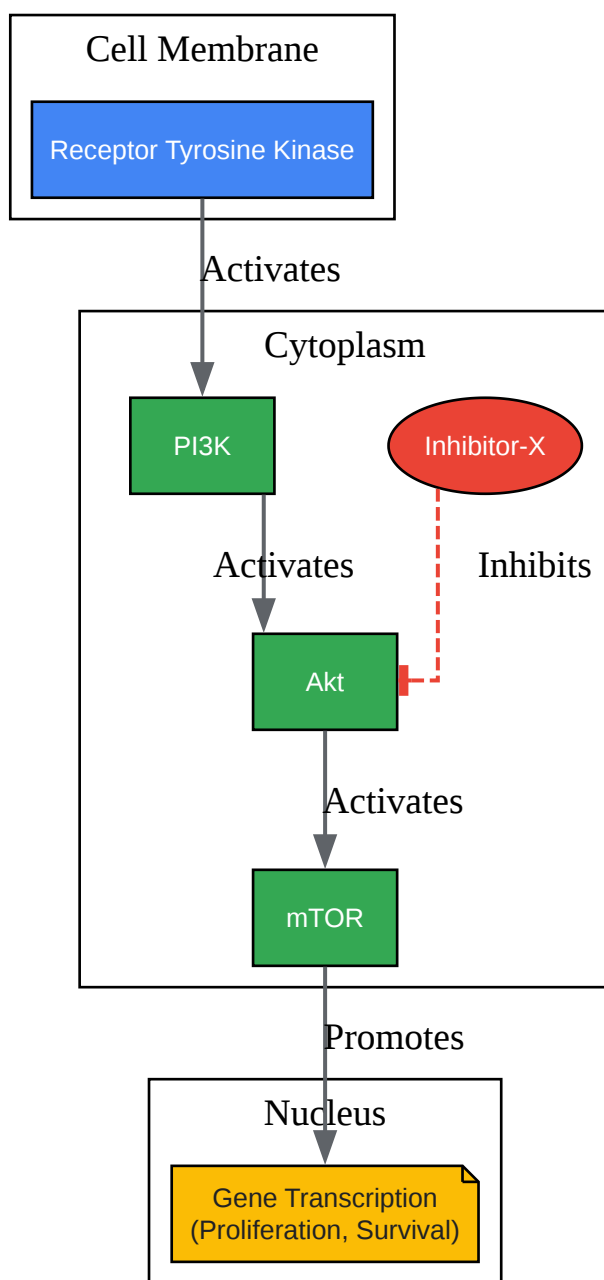 Cell Membrane
Receptor Tyrosine Kinase
Activates
Cytoplasm
PI3K
Inhibitor-X
Activates
Inhibits
Akt
Activates
mTOR
Promotes
Nucleus
Gene Transcription
(Proliferation, Survival)